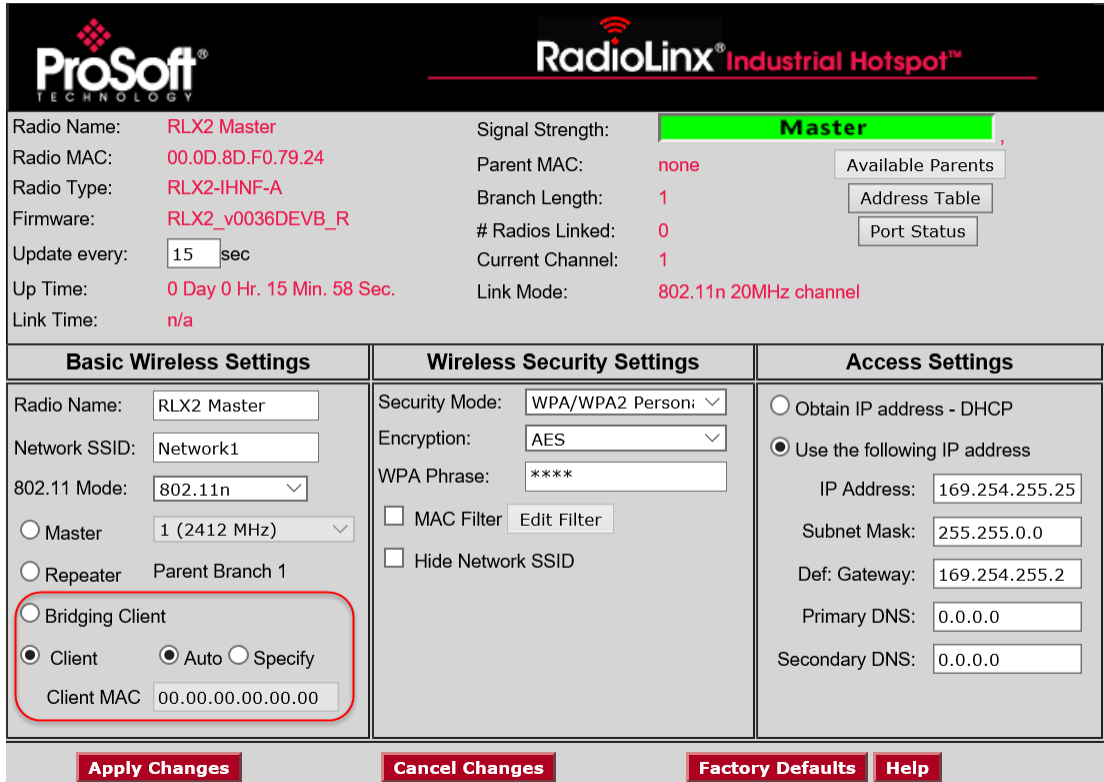 ProSoft®
TECHNOLOGY
RadioLinx® Industrial Hotspot™
Radio Name: RLX2 Master
Radio MAC: 00.0D.8D.F0.79.24
Radio Type: RLX2-IHNF-A
Firmware: RLX2_v0036DEVB_R
Update every: 15 sec
Up Time: 0 Day 0 Hr. 15 Min. 58 Sec.
Link Time: n/a
Signal Strength: Master ,
Parent MAC: none Available Parents
Branch Length: 1 Address Table
# Radios Linked: 0 Port Status
Current Channel: 1
Link Mode: 802.11n 20MHz channel
Basic Wireless Settings
Radio Name: RLX2 Master
Network SSID: Network1
802.11 Mode: 802.11n
Master 1 (2412 MHz)
Repeater Parent Branch 1
Bridging Client
Client Auto Specify
Client MAC 00.00.00.00.00.00
Wireless Security Settings
Security Mode: WPA/WPA2 Persona
Encryption: AES
WPA Phrase: ****
MAC Filter Edit Filter
Hide Network SSID
Access Settings
Obtain IP address - DHCP
Use the following IP address
IP Address: 169.254.255.25
Subnet Mask: 255.255.0.0
Def: Gateway: 169.254.255.2
Primary DNS: 0.0.0.0
Secondary DNS: 0.0.0.0
Apply Changes Cancel Changes Factory Defaults Help